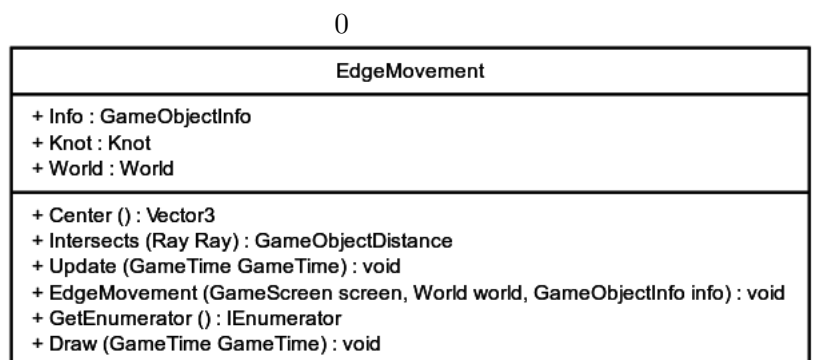 0
EdgeMovement
+ Info : GameObjectInfo
+ Knot : Knot
+ World : World
+ Center () : Vector3
+ Intersects (Ray Ray) : GameObjectDistance
+ Update (GameTime GameTime) : void
+ EdgeMovement (GameScreen screen, World world, GameObjectInfo info) : void
+ GetEnumerator () : IEnumerator
+ Draw (GameTime GameTime) : void